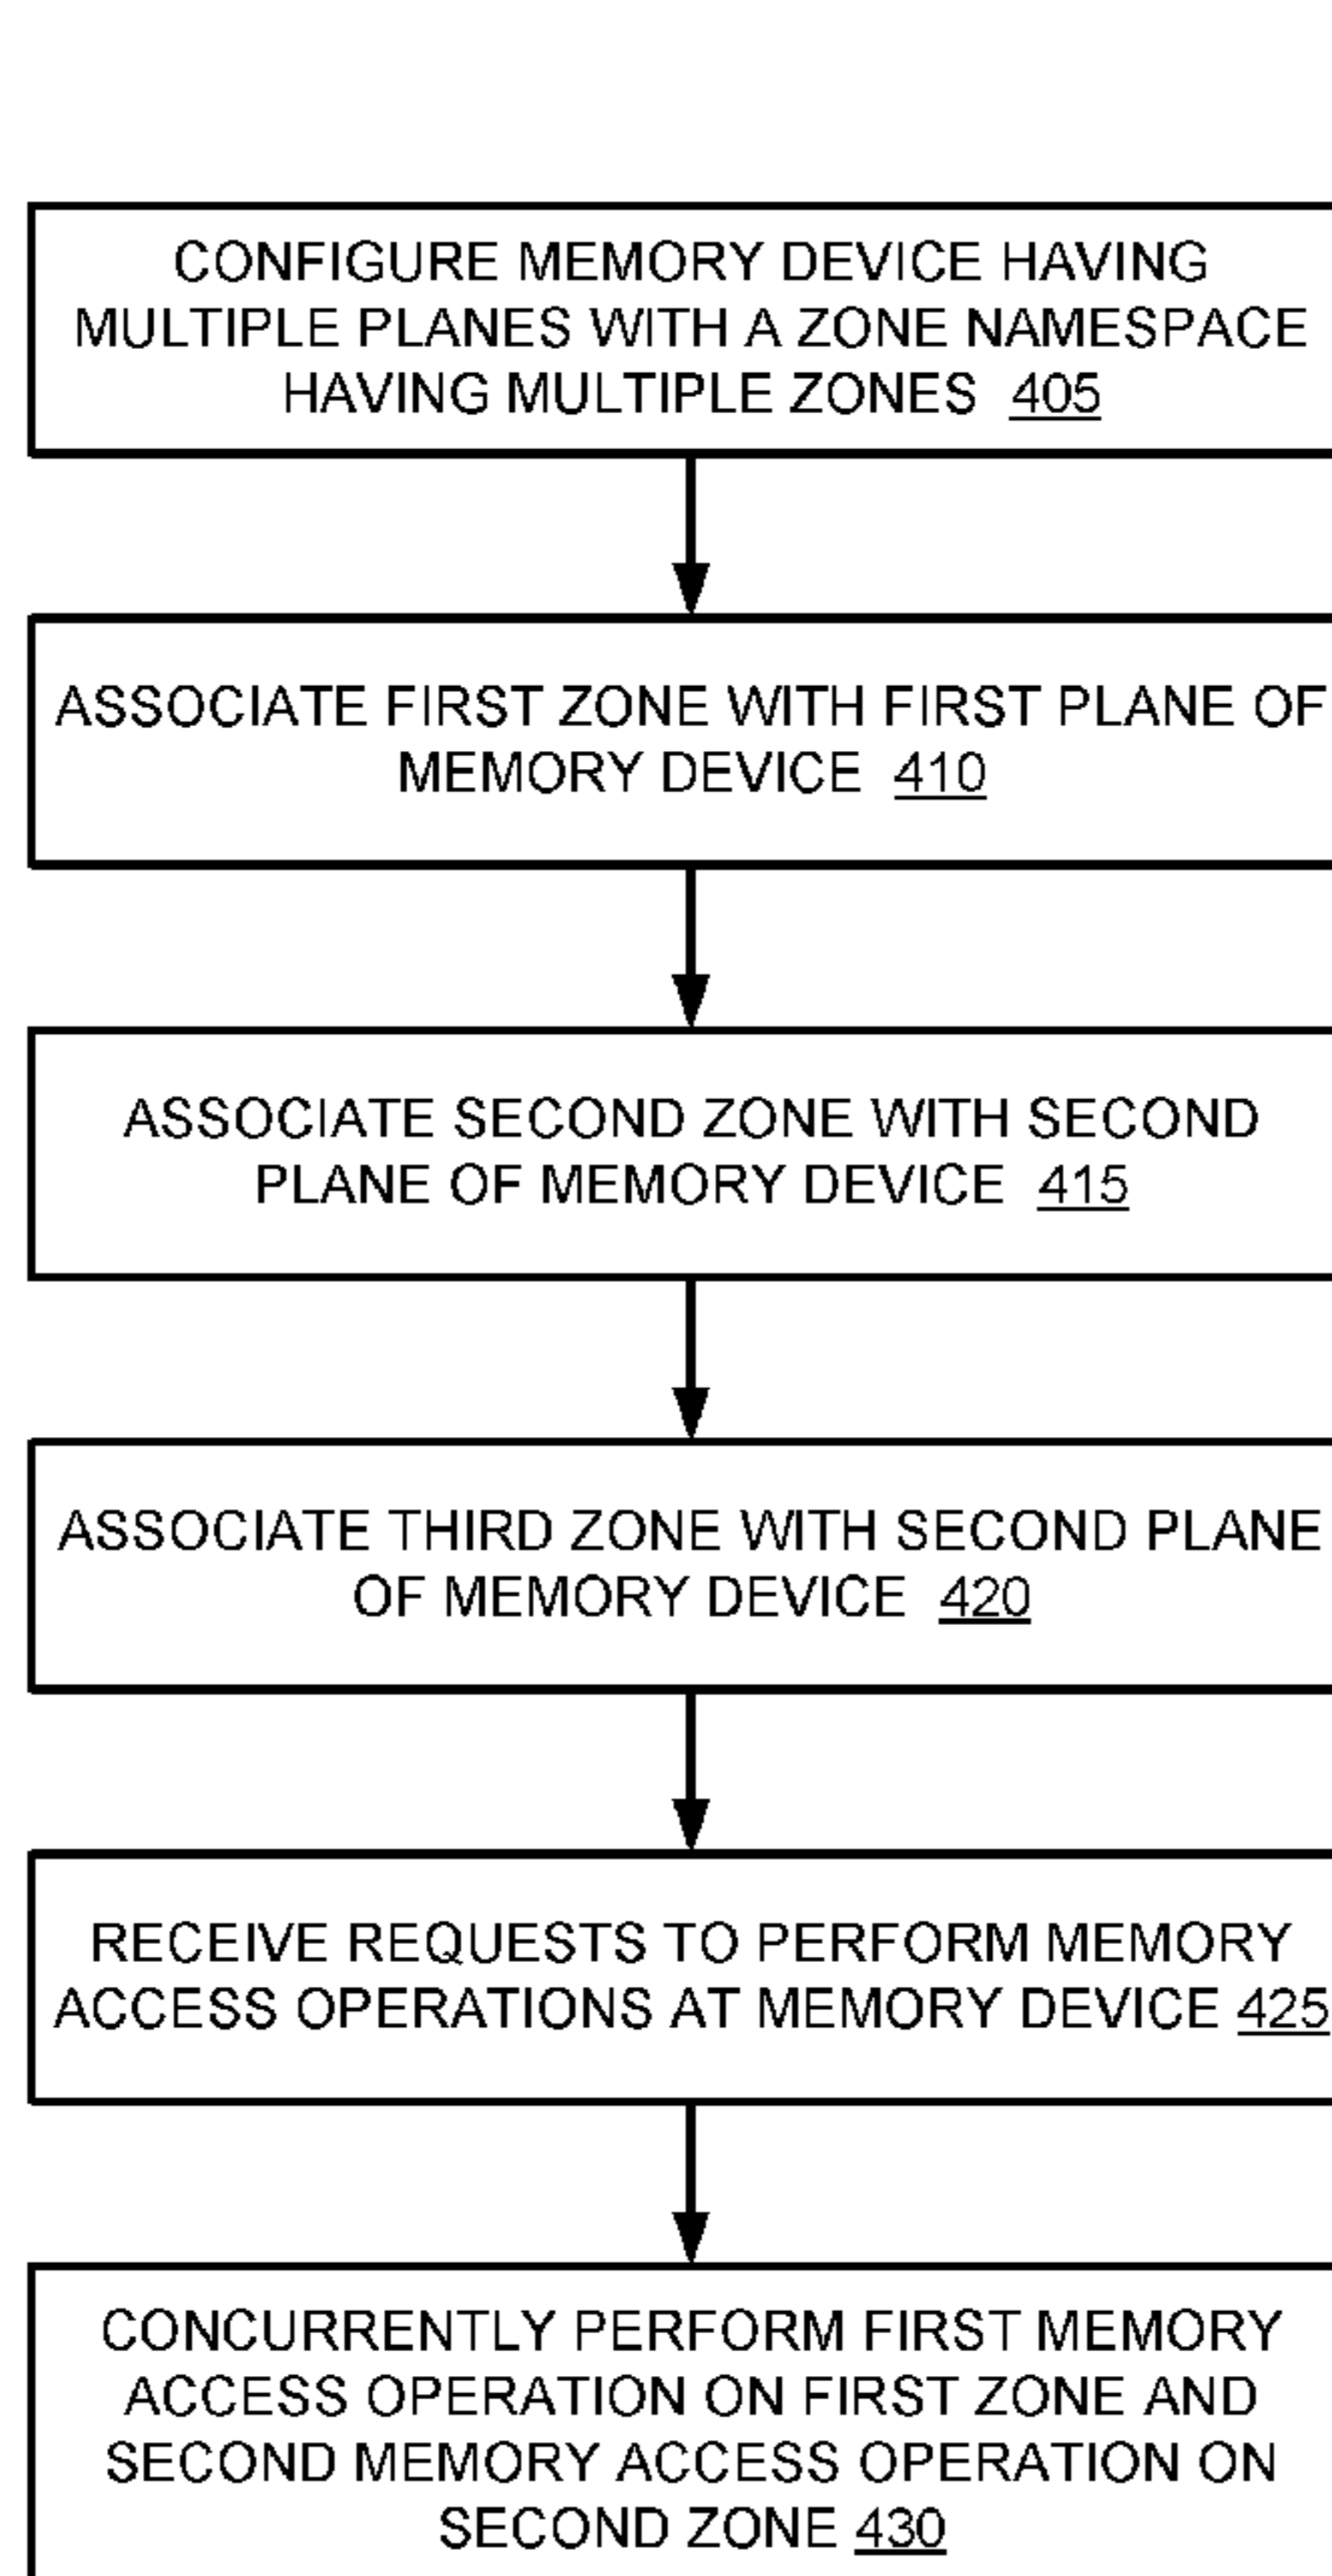 CONFIGURE MEMORY DEVICE HAVING
MULTIPLE PLANES WITH A ZONE NAMESPACE
HAVING MULTIPLE ZONES 405
ASSOCIATE FIRST ZONE WITH FIRST PLANE OF
MEMORY DEVICE 410
ASSOCIATE SECOND ZONE WITH SECOND
PLANE OF MEMORY DEVICE 415
ASSOCIATE THIRD ZONE WITH SECOND PLANE
OF MEMORY DEVICE 420
RECEIVE REQUESTS TO PERFORM MEMORY
ACCESS OPERATIONS AT MEMORY DEVICE 425
CONCURRENTLY PERFORM FIRST MEMORY
ACCESS OPERATION ON FIRST ZONE AND
SECOND MEMORY ACCESS OPERATION ON
SECOND ZONE 430